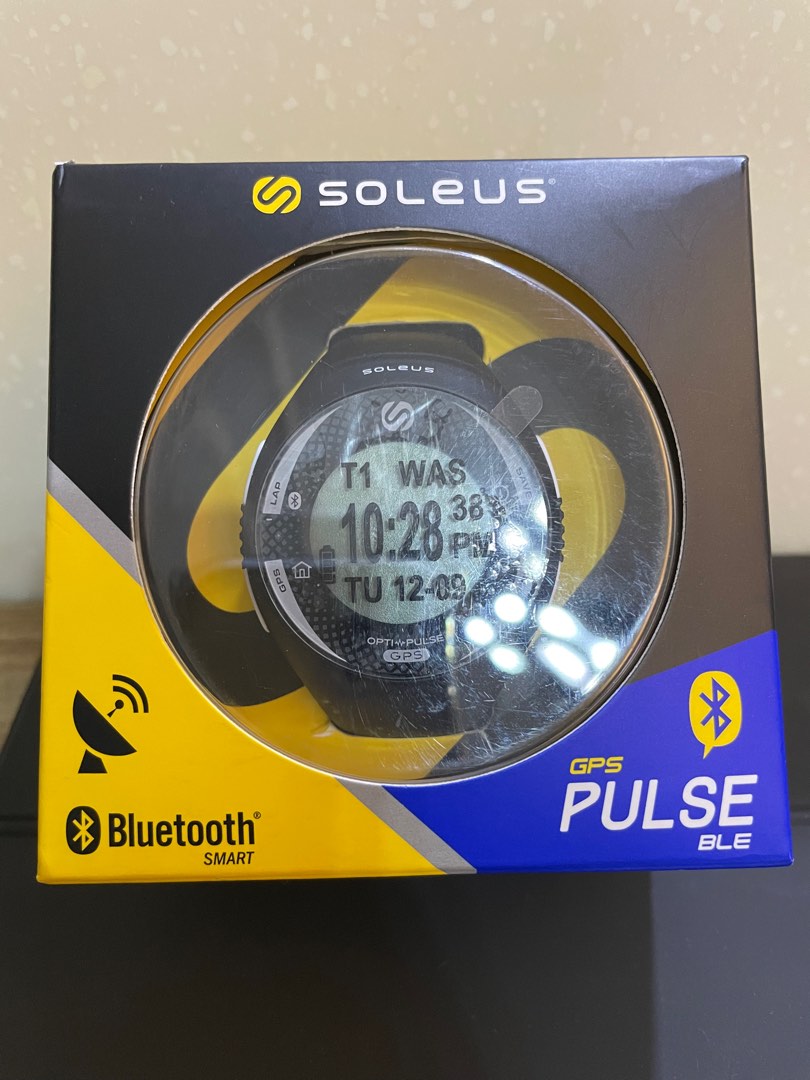 SOLEUS®
SOLEUS
LAP
SAVE
T1 WAS
10:28 38 PM
TU 12-09
GPS
OPTI PULSE
GPS
GPS
PULSE
BLE
Bluetooth®
SMART